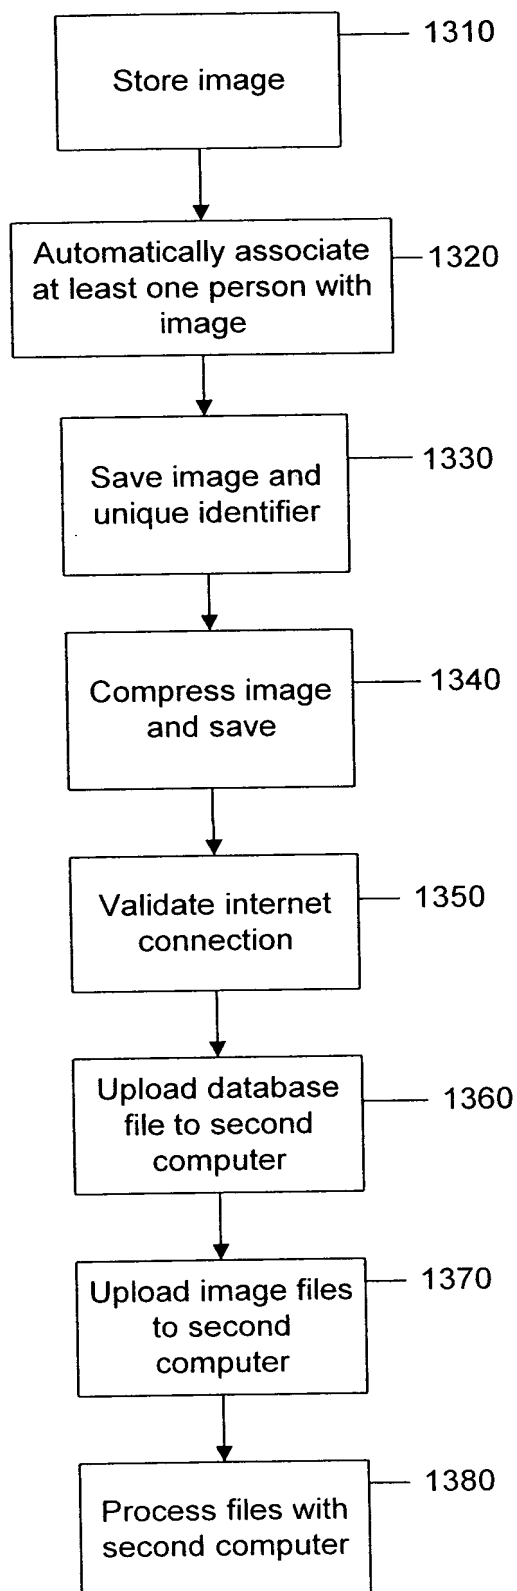 1310
Store image
Automatically associate
at least one person with
image
1320
Save image and
unique identifier
1330
Compress image
and save
1340
Validate internet
connection
1350
Upload database
file to second
computer
1360
Upload image files
to second
computer
1370
Process files with
second computer
1380